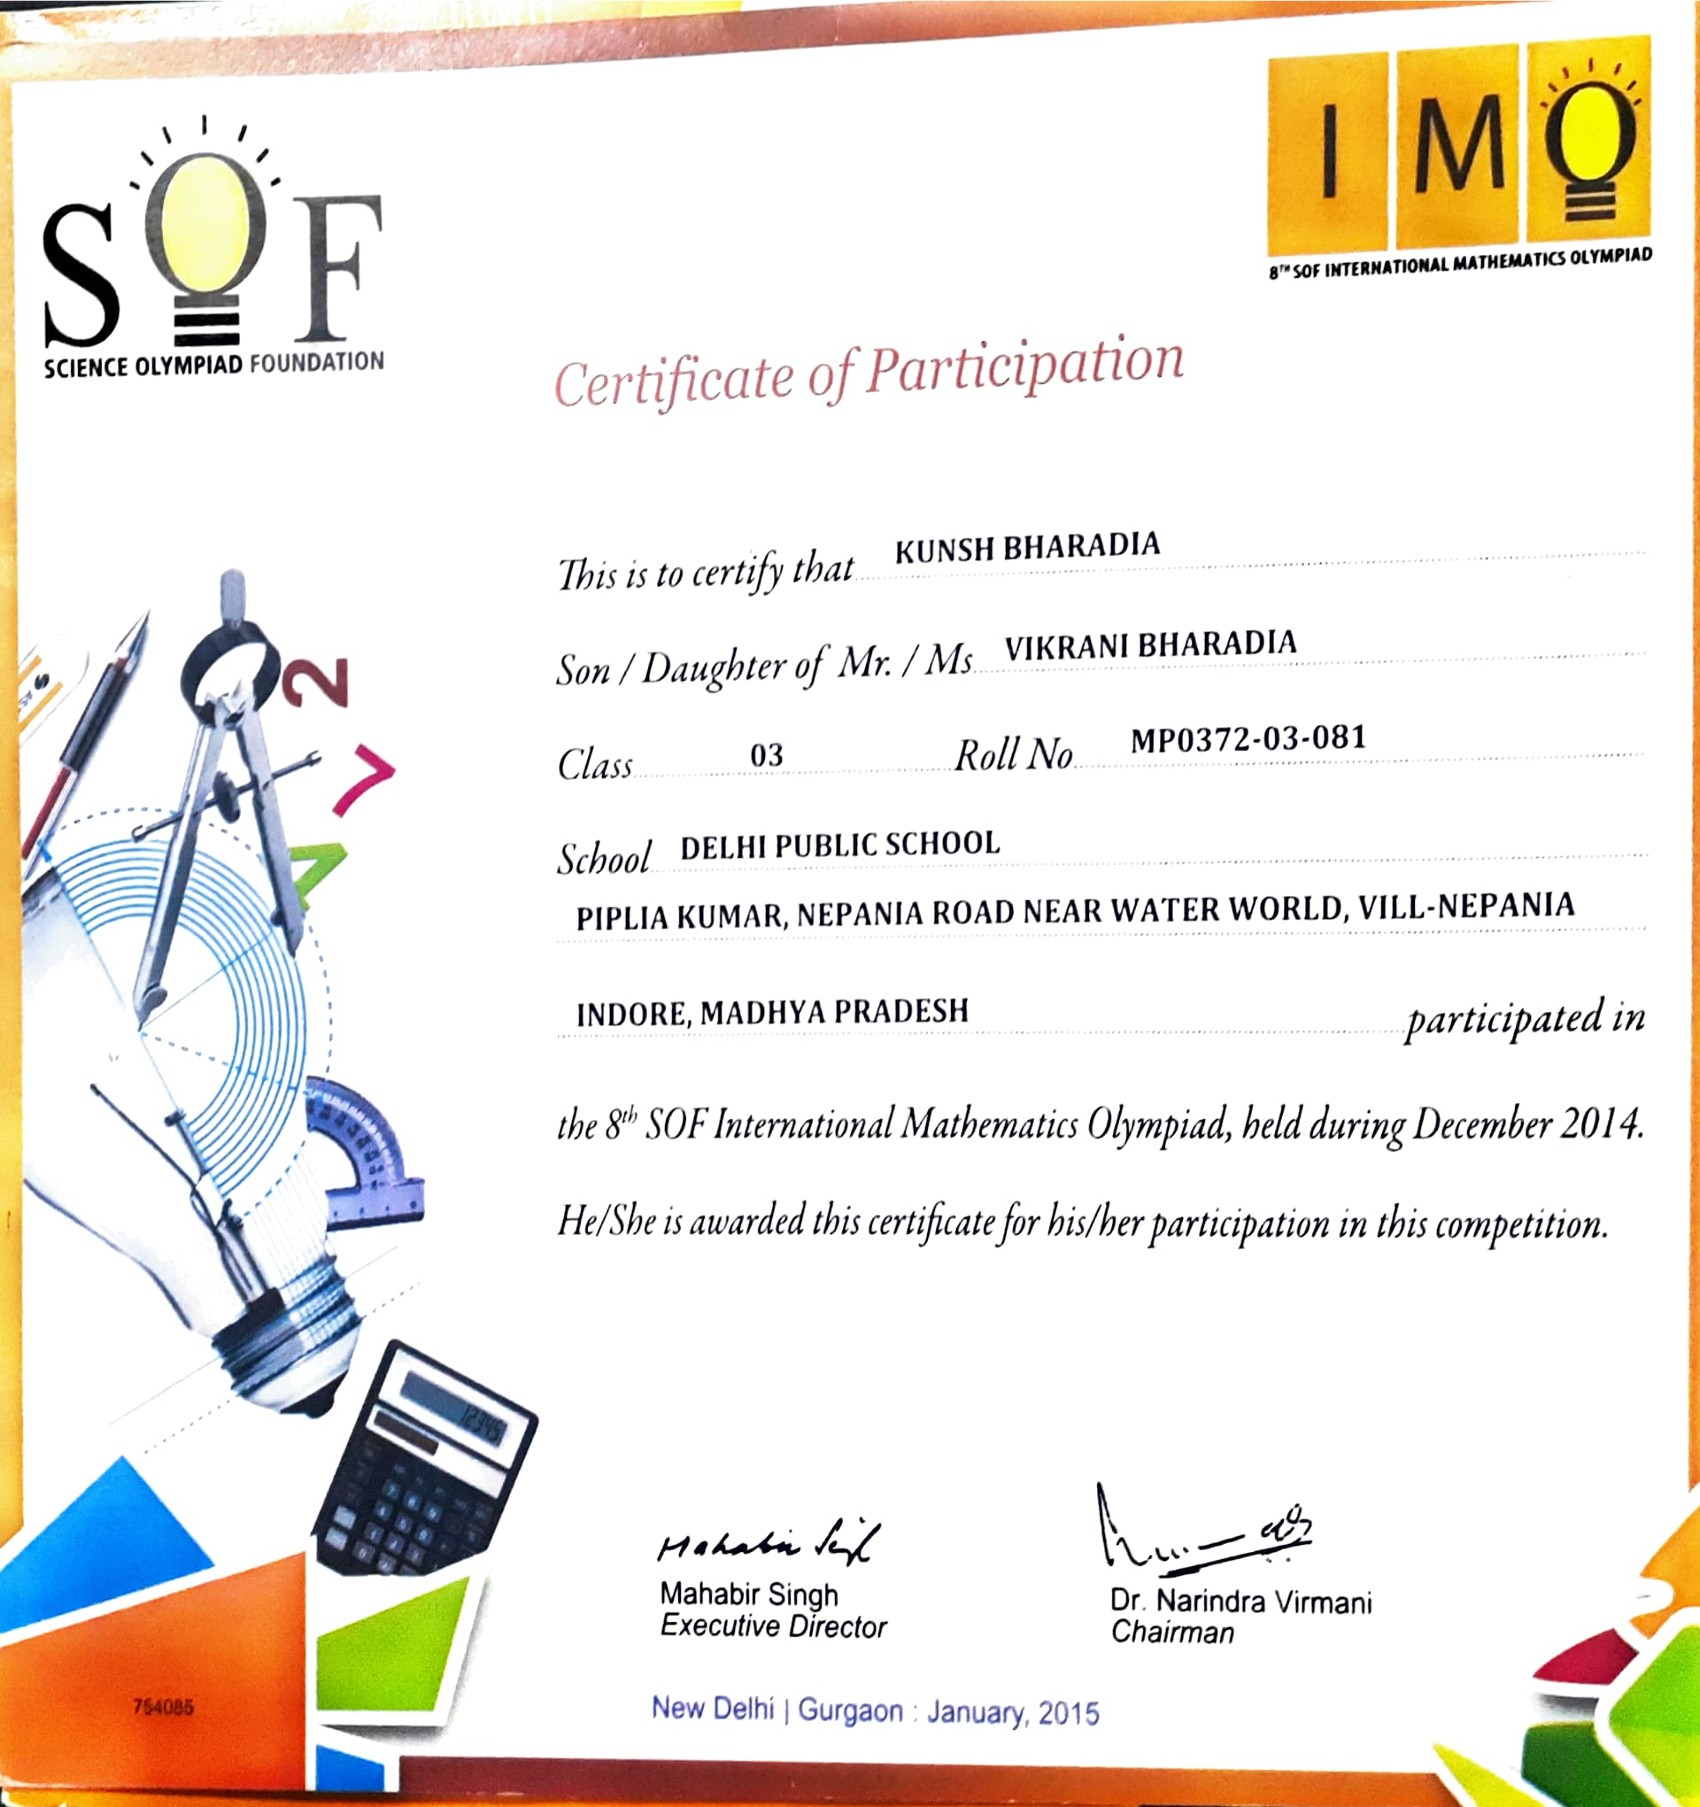 SOF
SCIENCE OLYMPIAD FOUNDATION
IMO
8TH SOF INTERNATIONAL MATHEMATICS OLYMPIAD
Certificate of Participation
This is to certify that KUNSH BHARADIA
Son / Daughter of Mr. / Ms VIKRANI BHARADIA
Class 03 Roll No MP0372-03-081
School DELHI PUBLIC SCHOOL
PIPLIA KUMAR, NEPANIA ROAD NEAR WATER WORLD, VILL-NEPANIA
INDORE, MADHYA PRADESH participated in
the 8th SOF International Mathematics Olympiad, held during December 2014.
He/She is awarded this certificate for his/her participation in this competition.
2
7
12345
Mahabir Singh
Mahabir Singh
Executive Director
Dr. Narindra Virmani
Chairman
754085
New Delhi | Gurgaon : January, 2015